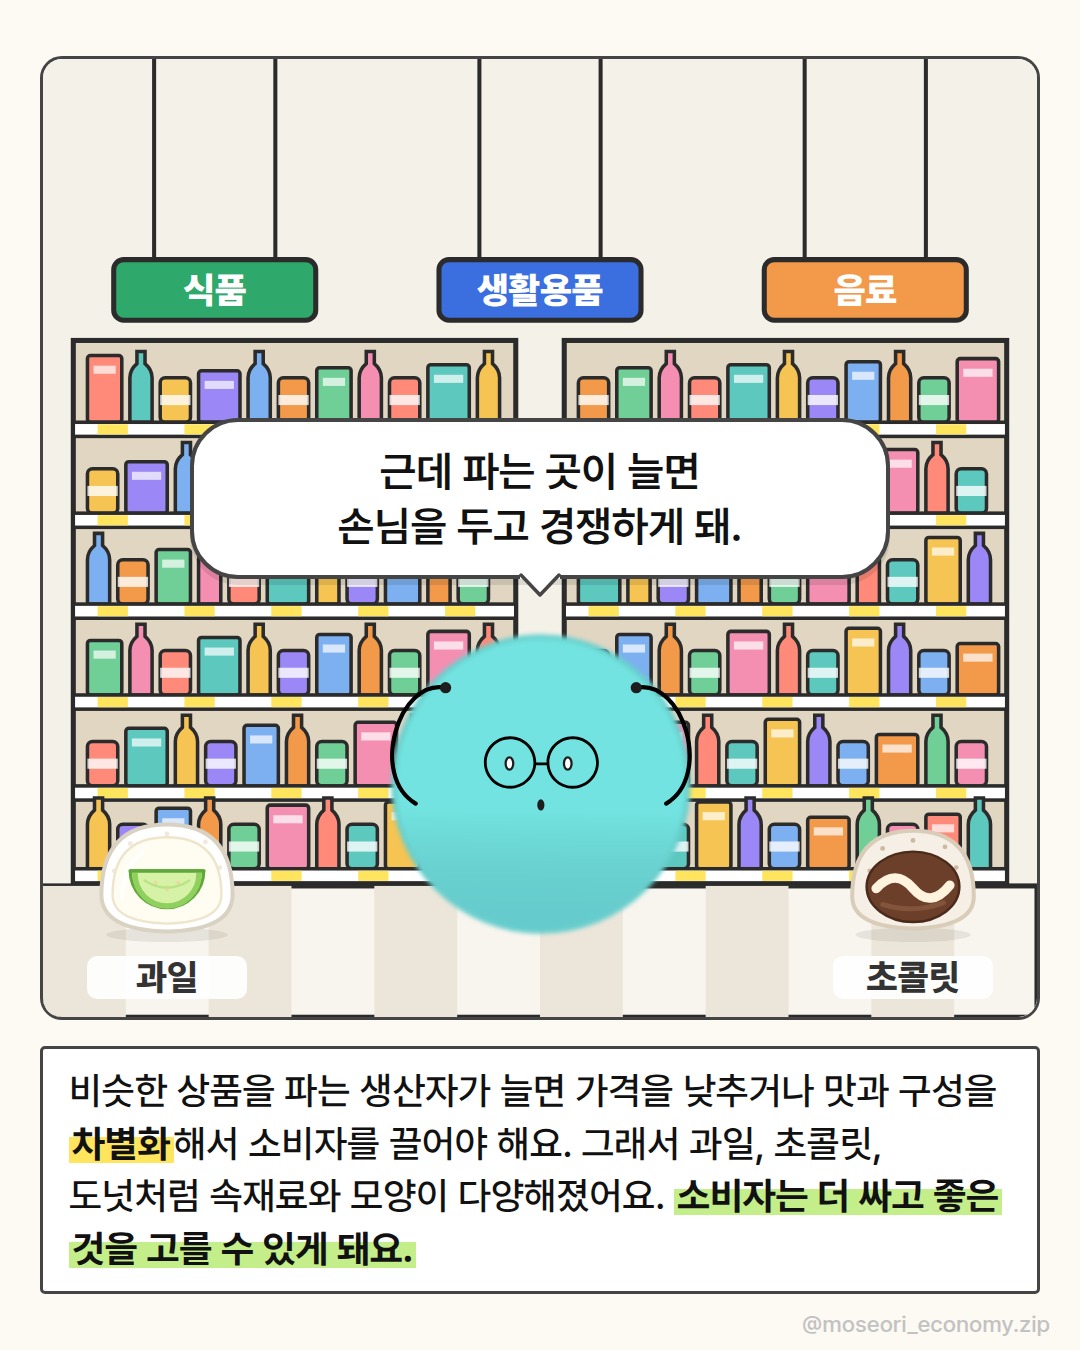 식품
생활용품
음료
근데 파는 곳이 늘면
손님을 두고 경쟁하게 돼.
과일
초콜릿
비슷한 상품을 파는 생산자가 늘면 가격을 낮추거나 맛과 구성을
차별화해서 소비자를 끌어야 해요. 그래서 과일, 초콜릿,
도넛처럼 속재료와 모양이 다양해졌어요. 소비자는 더 싸고 좋은
것을 고를 수 있게 돼요.
@moseori_economy.zip